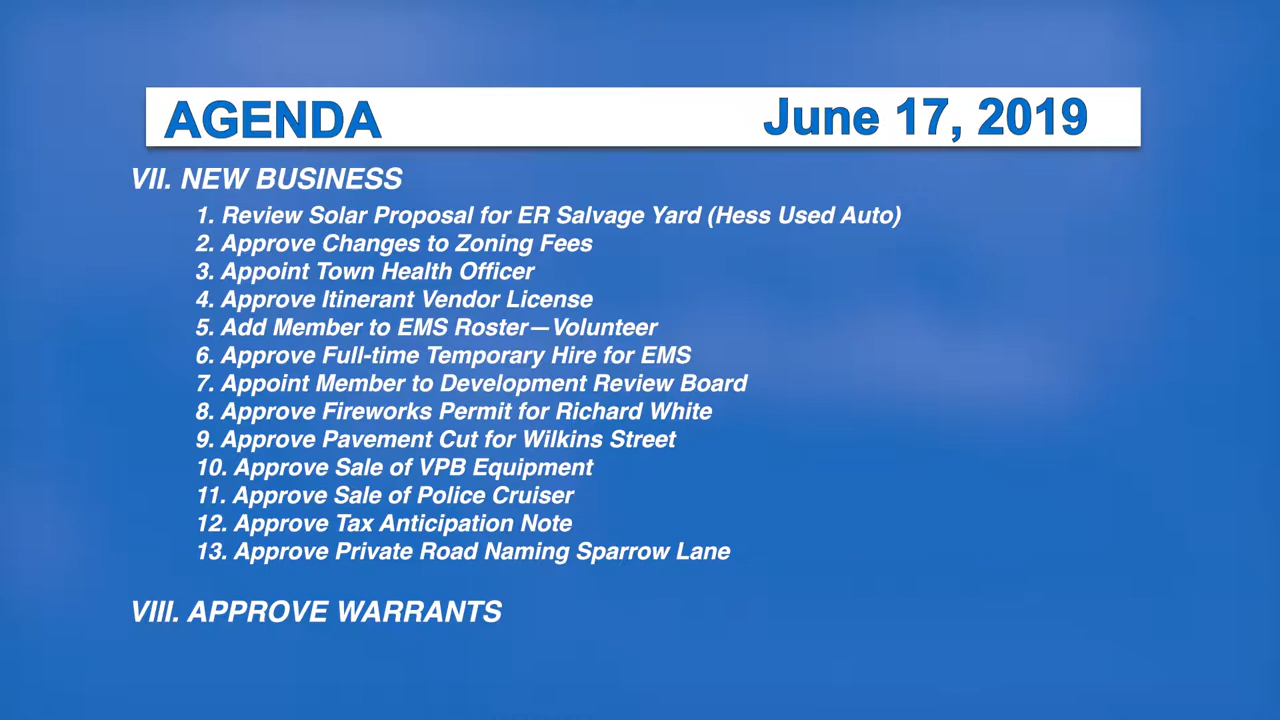 AGENDA June 17, 2019
VII. NEW BUSINESS
1. Review Solar Proposal for ER Salvage Yard (Hess Used Auto)
2. Approve Changes to Zoning Fees
3. Appoint Town Health Officer
4. Approve Itinerant Vendor License
5. Add Member to EMS Roster—Volunteer
6. Approve Full-time Temporary Hire for EMS
7. Appoint Member to Development Review Board
8. Approve Fireworks Permit for Richard White
9. Approve Pavement Cut for Wilkins Street
10. Approve Sale of VPB Equipment
11. Approve Sale of Police Cruiser
12. Approve Tax Anticipation Note
13. Approve Private Road Naming Sparrow Lane
VIII. APPROVE WARRANTS